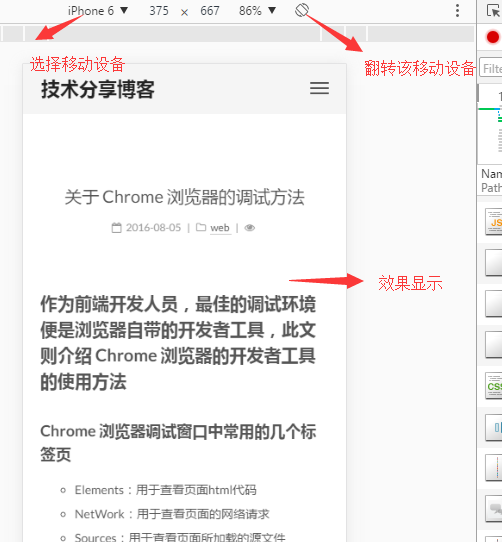 iPhone 6 ▼ 375 × 667 86% ▼
选择移动设备
翻转该移动设备
技术分享博客
关于 Chrome 浏览器的调试方法
2016-08-05 | web |
效果显示
作为前端开发人员，最佳的调试环境
便是浏览器自带的开发者工具，此文
则介绍 Chrome 浏览器的开发者工具
的使用方法
Chrome 浏览器调试窗口中常用的几个标
签页
Elements：用于查看页面html代码
NetWork：用于查看页面的网络请求
Sources：用于查看页面所加载的源文件
Filte
Nam
Path
JS
CSS